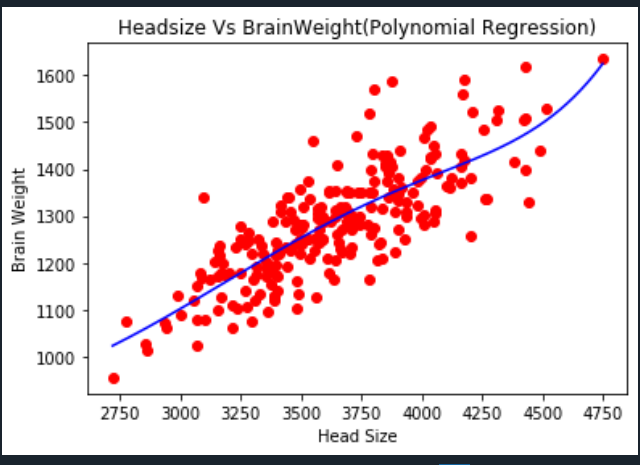 Headsize Vs BrainWeight(Polynomial Regression)
1600
1500
1400
1300
1200
1100
1000
Brain Weight
2750 3000 3250 3500 3750 4000 4250 4500 4750
Head Size